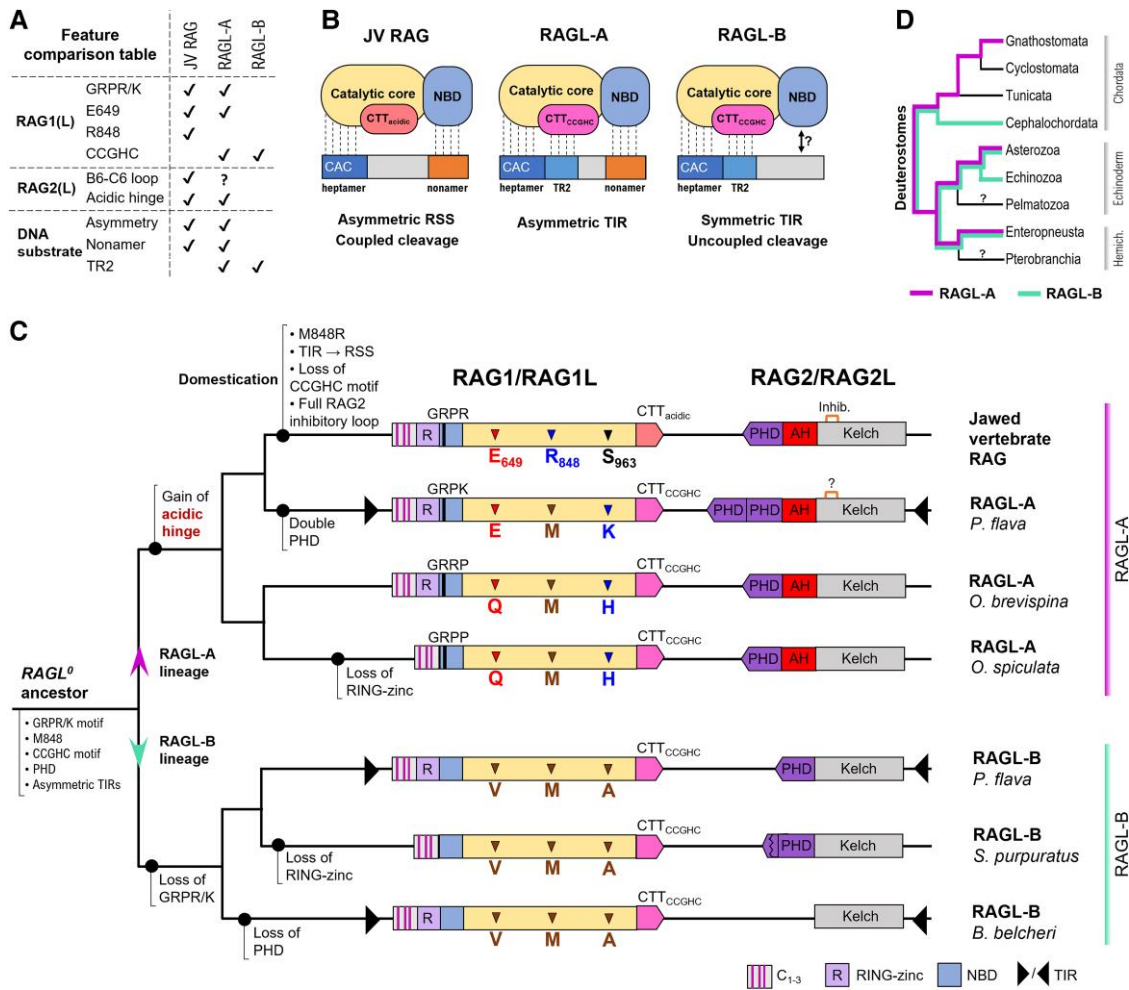 A
Feature
comparison table
JV RAG
RAGL-A
RAGL-B
RAG1(L)
GRPR/K ✓ ✓
E649 ✓ ✓
R848 ✓
CCGHC ✓ ✓
RAG2(L)
B6-C6 loop ✓ ?
Acidic hinge ✓ ✓
DNA
substrate
Asymmetry ✓ ✓
Nonamer ✓ ✓
TR2 ✓ ✓
B
JV RAG
Catalytic core
NBD
CTTacidic
CAC
heptamer
nonamer
Asymmetric RSS
Coupled cleavage
RAGL-A
Catalytic core
NBD
CTTCCGHC
CAC
heptamer
TR2
nonamer
Asymmetric TIR
RAGL-B
Catalytic core
NBD
CTTCCGHC
?
CAC
heptamer
TR2
Symmetric TIR
Uncoupled cleavage
D
Deuterostomes
Gnathostomata
Cyclostomata
Tunicata
Cephalochordata
Chordata
Asterozoa
Echinozoa
? Pelmatozoa
Echinoderm
Enteropneusta
? Pterobranchia
Hemich.
RAGL-A
RAGL-B
C
Domestication
• M848R
• TIR → RSS
• Loss of
CCGHC motif
• Full RAG2
inhibitory loop
RAG1/RAG1L
RAG2/RAG2L
GRPR
CTTacidic
Inhib.
R
PHD
AH
Kelch
E649
R848
S963
Jawed
vertebrate
RAG
Gain of
acidic
hinge
Double
PHD
GRPK
CTTCCGHC
?
R
PHD
PHD
AH
Kelch
E
M
K
RAGL-A
P. flava
GRRP
CTTCCGHC
R
PHD
AH
Kelch
Q
M
H
RAGL-A
O. brevispina
Loss of
RING-zinc
GRPP
CTTCCGHC
PHD
AH
Kelch
Q
M
H
RAGL-A
O. spiculata
RAGL-A
RAGL-A
lineage
RAGL⁰
ancestor
• GRPR/K motif
• M848
• CCGHC motif
• PHD
• Asymmetric TIRs
RAGL-B
lineage
Loss of
GRPR/K
CTTCCGHC
R
PHD
Kelch
V
M
A
RAGL-B
P. flava
Loss of
RING-zinc
CTTCCGHC
PHD
Kelch
V
M
A
RAGL-B
S. purpuratus
Loss of
PHD
CTTCCGHC
R
Kelch
V
M
A
RAGL-B
B. belcheri
RAGL-B
C1-3
R RING-zinc
NBD
/ TIR